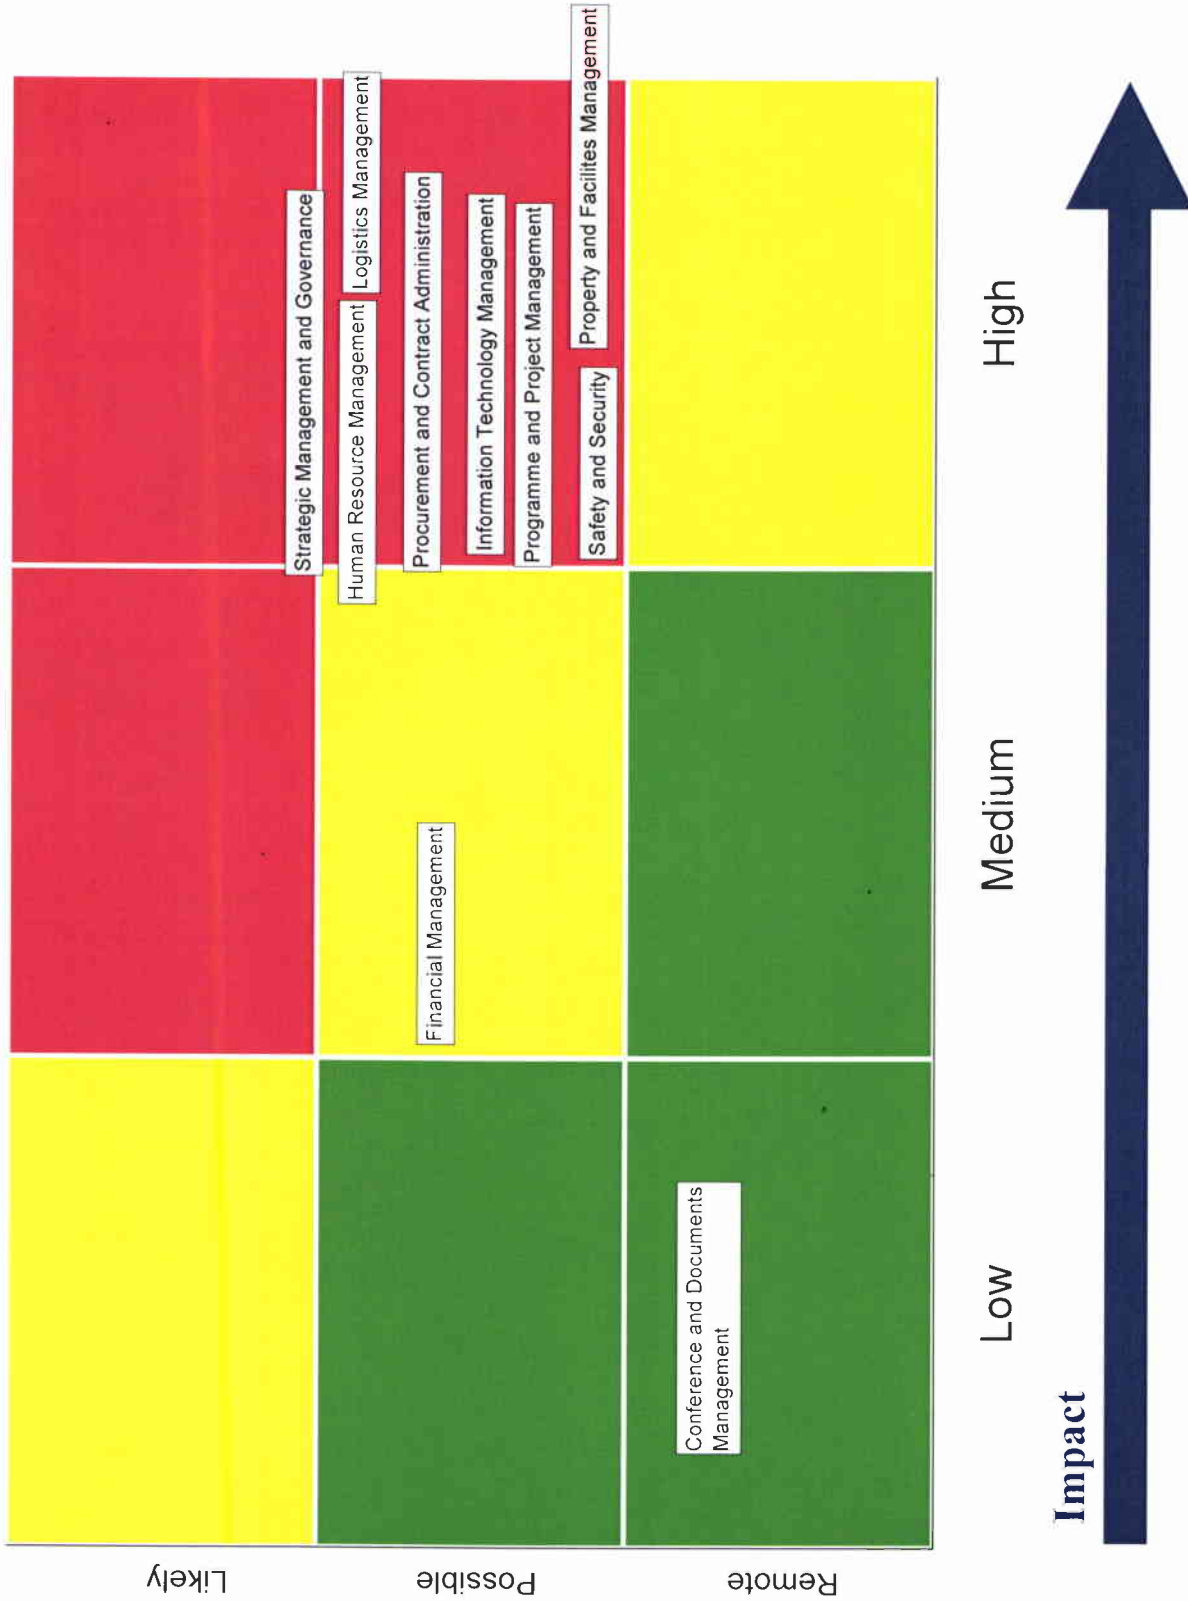 Likely
Possible
Remote
Strategic Management and Governance
Human Resource Management
Logistics Management
Procurement and Contract Administration
Information Technology Management
Programme and Project Management
Safety and Security
Property and Facilites Management
Financial Management
Conference and Documents
Management
Low
Medium
High
Impact